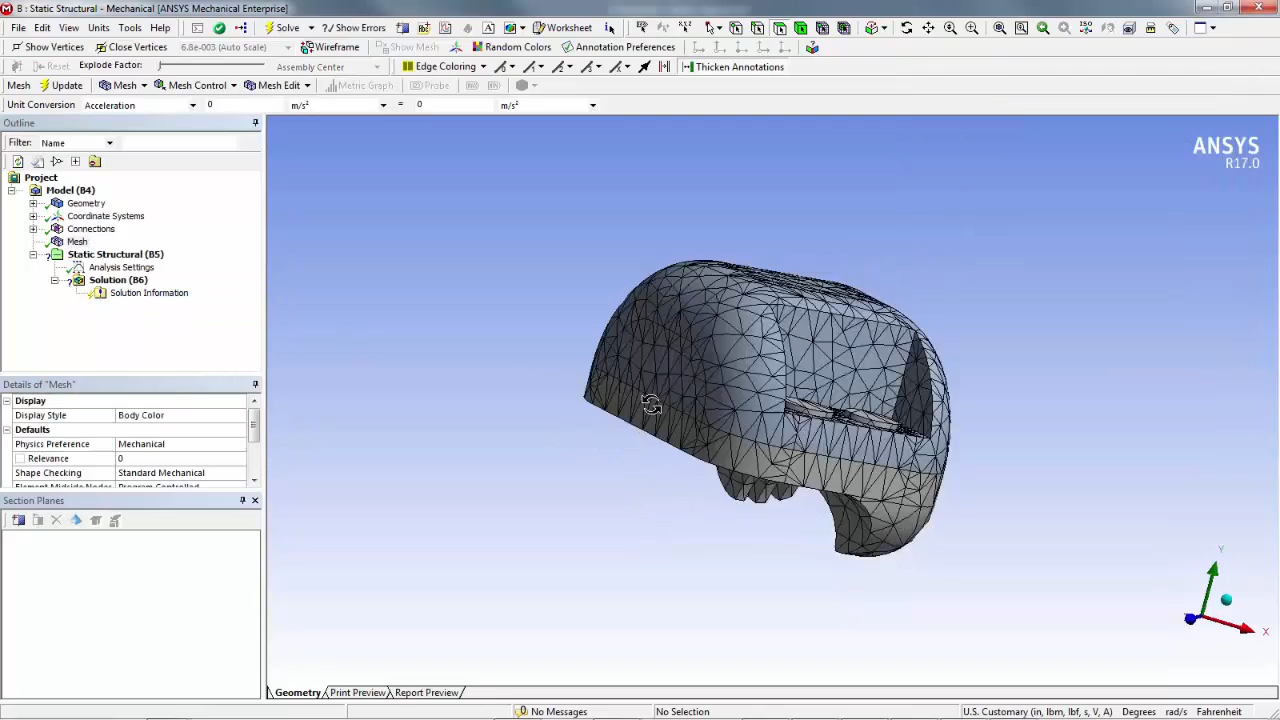 B : Static Structural - Mechanical [ANSYS Mechanical Enterprise]
File Edit View Units Tools Help Solve Show Errors Worksheet
Show Vertices Close Vertices 6.8e-003 (Auto Scale) Wireframe Show Mesh Random Colors Annotation Preferences
Reset Explode Factor: Assembly Center Edge Coloring Thicken Annotations
Mesh Update Mesh Mesh Control Mesh Edit Metric Graph Probe
Unit Conversion Acceleration 0 m/s² = 0 m/s²
Outline
Filter: Name
Project
Model (B4)
Geometry
Coordinate Systems
Connections
Mesh
Static Structural (B5)
Analysis Settings
Solution (B6)
Solution Information
Details of "Mesh"
Display
Display Style Body Color
Defaults
Physics Preference Mechanical
Relevance 0
Shape Checking Standard Mechanical
Element Midside Nodes Program Controlled
Section Planes
ANSYS
R17.0
Y
X
Geometry Print Preview Report Preview
No Messages No Selection U.S. Customary (in, lbm, lbf, s, V, A) Degrees rad/s Fahrenheit